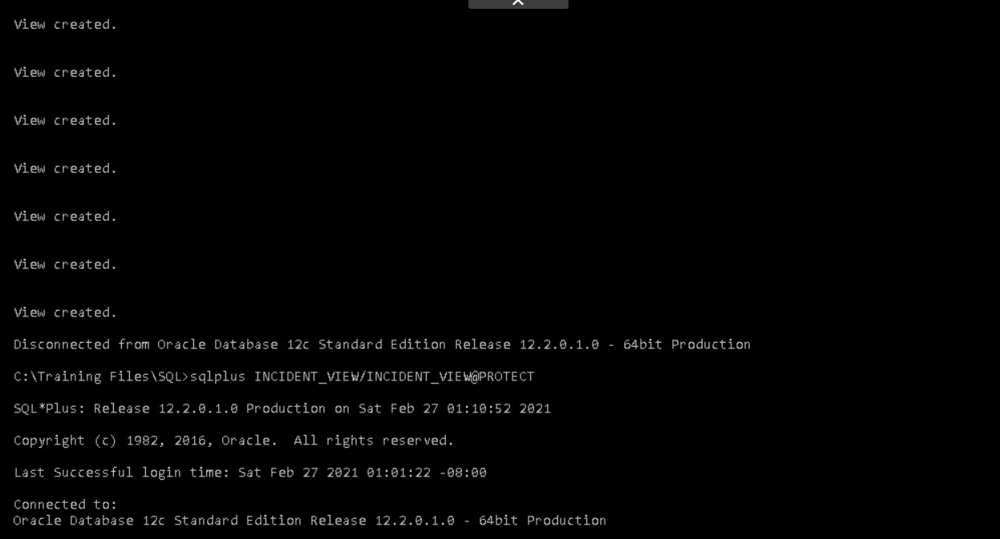 View created.
View created.
View created.
View created.
View created.
View created.
View created.
Disconnected from Oracle Database 12c Standard Edition Release 12.2.0.1.0 - 64bit Production
C:\Training Files\SQL>sqlplus INCIDENT_VIEW/INCIDENT_VIEW@PROTECT
SQL*Plus: Release 12.2.0.1.0 Production on Sat Feb 27 01:10:52 2021
Copyright (c) 1982, 2016, Oracle.  All rights reserved.
Last Successful login time: Sat Feb 27 2021 01:01:22 -08:00
Connected to:
Oracle Database 12c Standard Edition Release 12.2.0.1.0 - 64bit Production